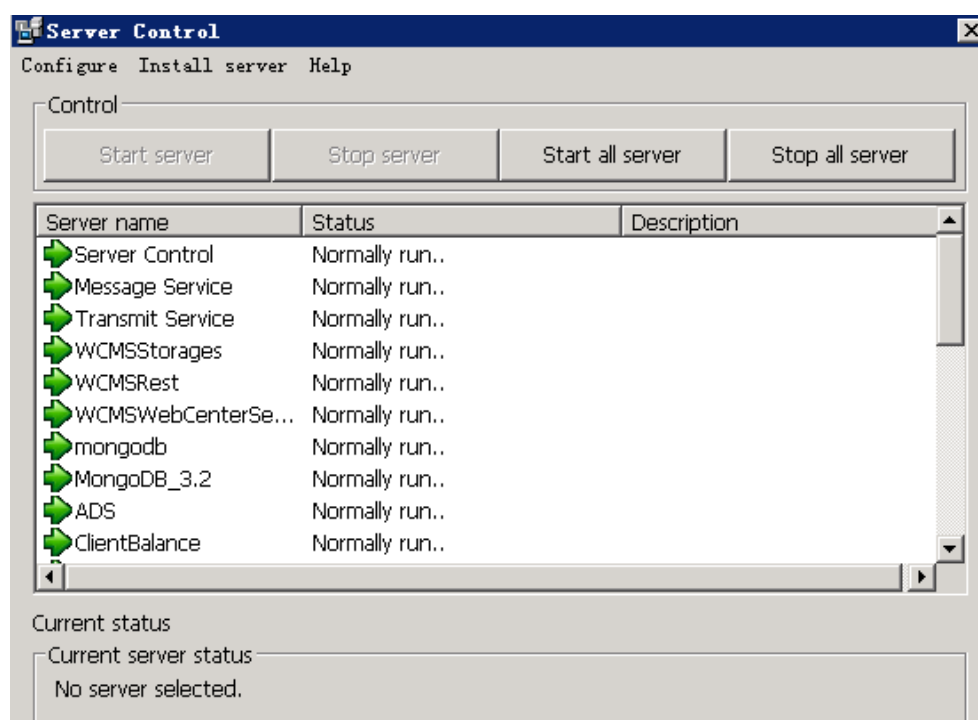 Server Control
Configure Install server Help
Control
Start server Stop server Start all server Stop all server
Server name Status Description
Server Control Normally run..
Message Service Normally run..
Transmit Service Normally run..
WCMSStorages Normally run..
WCMSRest Normally run..
WCMSWebCenterSe... Normally run..
mongodb Normally run..
MongoDB_3.2 Normally run..
ADS Normally run..
ClientBalance Normally run..
Current status
Current server status
No server selected.